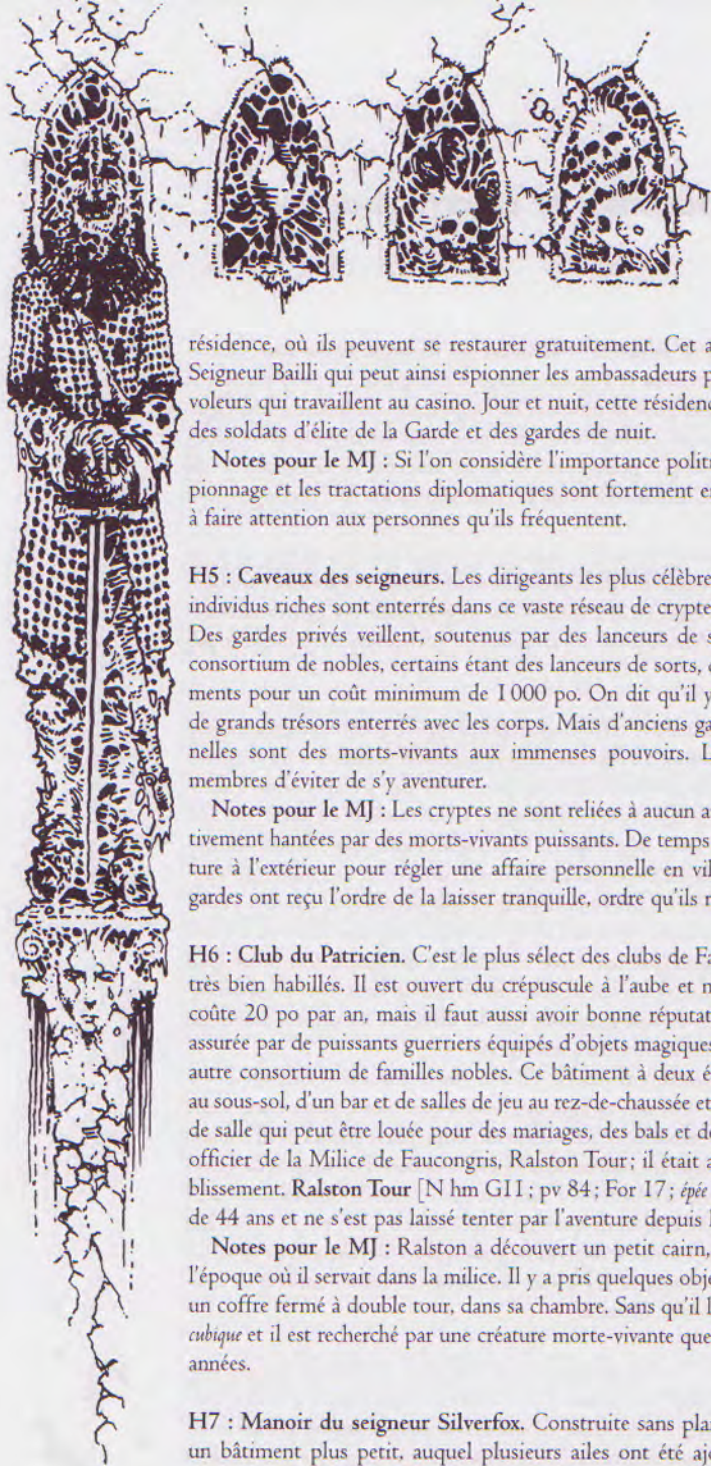 résidence, où ils peuvent se restaurer gratuitement. Cet a
Seigneur Bailli qui peut ainsi espionner les ambassadeurs p
voleurs qui travaillent au casino. Jour et nuit, cette résidenc
des soldats d'élite de la Garde et des gardes de nuit.
Notes pour le MJ : Si l'on considère l'importance politi
pionnage et les tractations diplomatiques sont fortement e
à faire attention aux personnes qu'ils fréquentent.
H5 : Caveaux des seigneurs. Les dirigeants les plus célèbre
individus riches sont enterrés dans ce vaste réseau de crypte
Des gardes privés veillent, soutenus par des lanceurs de s
consortium de nobles, certains étant des lanceurs de sorts,
ments pour un coût minimum de 1 000 po. On dit qu'il y
de grands trésors enterrés avec les corps. Mais d'anciens ga
nelles sont des morts-vivants aux immenses pouvoirs. L
membres d'éviter de s'y aventurer.
Notes pour le MJ : Les cryptes ne sont reliées à aucun a
tivement hantées par des morts-vivants puissants. De temps
ture à l'extérieur pour régler une affaire personnelle en vil
gardes ont reçu l'ordre de la laisser tranquille, ordre qu'ils r
H6 : Club du Patricien. C'est le plus sélect des clubs de Fa
très bien habillés. Il est ouvert du crépuscule à l'aube et n
coûte 20 po par an, mais il faut aussi avoir bonne réputat
assurée par de puissants guerriers équipés d'objets magiques
autre consortium de familles nobles. Ce bâtiment à deux é
au sous-sol, d'un bar et de salles de jeu au rez-de-chaussée et
de salle qui peut être louée pour des mariages, des bals et de
officier de la Milice de Faucongris, Ralston Tour ; il était a
blissement. Ralston Tour [N hm G11 ; pv 84 ; For 17 ; épée
de 44 ans et ne s'est pas laissé tenter par l'aventure depuis l
Notes pour le MJ : Ralston a découvert un petit cairn,
l'époque où il servait dans la milice. Il y a pris quelques obje
un coffre fermé à double tour, dans sa chambre. Sans qu'il l
cubique et il est recherché par une créature morte-vivante que
années.
H7 : Manoir du seigneur Silverfox. Construite sans pla
un bâtiment plus petit, auquel plusieurs ailes ont été aj